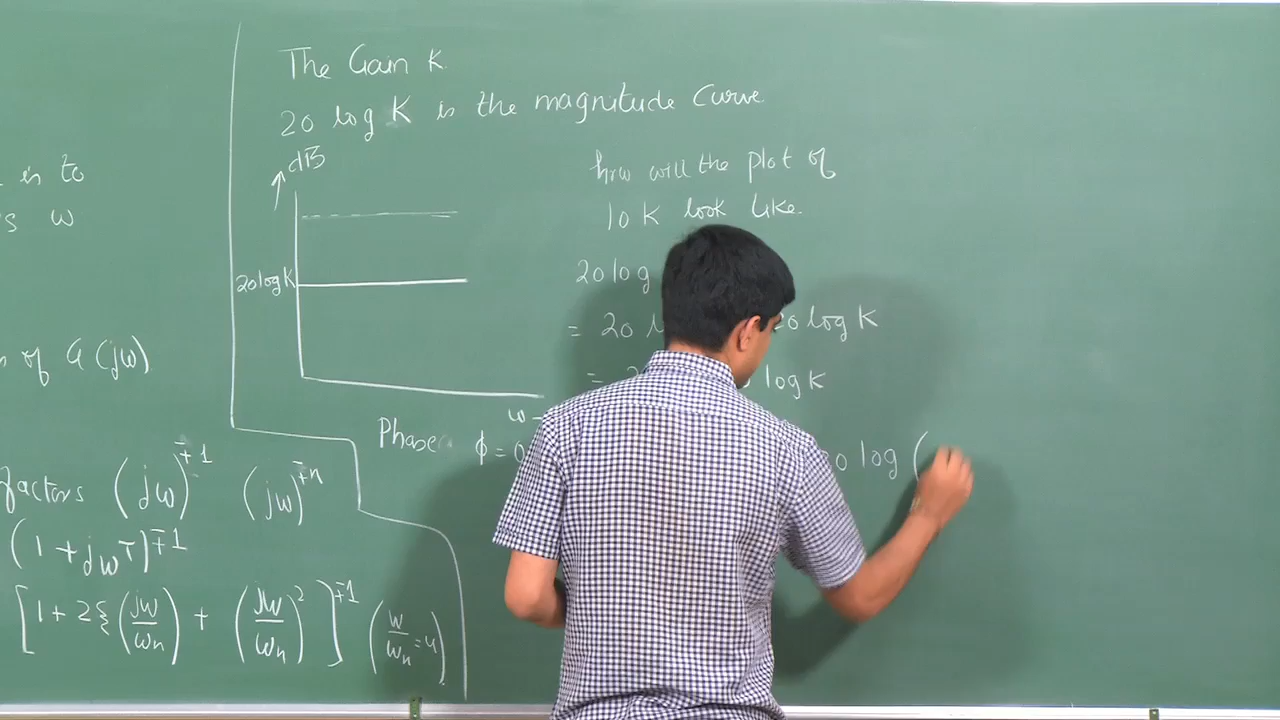 is to
s ω
s of G(jω)
factors (jω)^∓1 (jω)^∓n
(1 + jωT)^∓1
[1 + 2ξ(jω/ωn) + (jω/ωn)^2]^∓1 (ω/ωn = u)
The Gain K
20 log K is the magnitude curve.
dB
20 log K
ω
Phase φ = 0
how will the plot of
10 K look like.
20 log
= 20 log K
= log K
20 log (